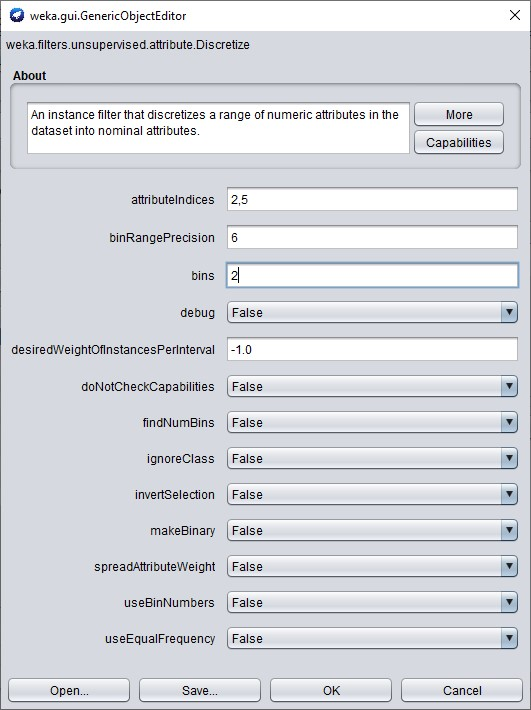 weka.gui.GenericObjectEditor
weka.filters.unsupervised.attribute.Discretize
About
An instance filter that discretizes a range of numeric attributes in the
dataset into nominal attributes.
More
Capabilities
attributeIndices 2,5
binRangePrecision 6
bins 2
debug False
desiredWeightOfInstancesPerInterval -1.0
doNotCheckCapabilities False
findNumBins False
ignoreClass False
invertSelection False
makeBinary False
spreadAttributeWeight False
useBinNumbers False
useEqualFrequency False
Open... Save... OK Cancel